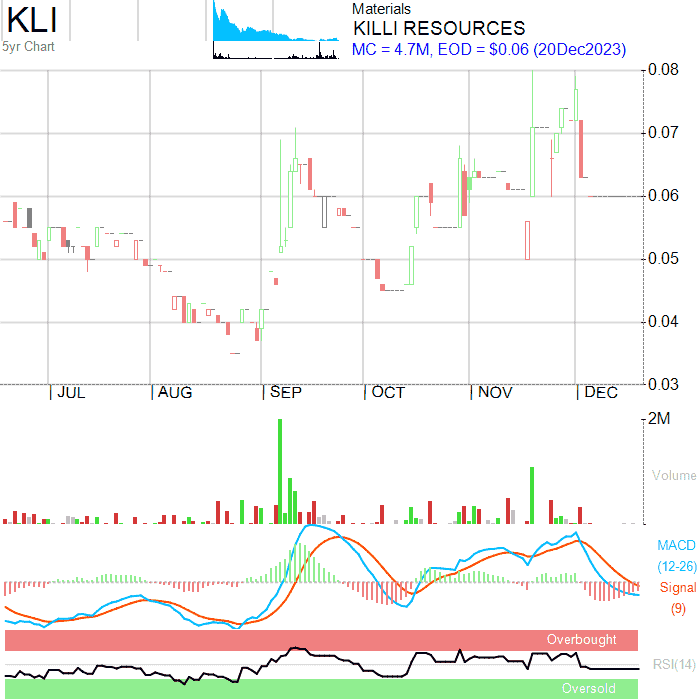 KLI
5yr Chart
Materials
KILLI RESOURCES
MC = 4.7M, EOD = $0.06 (20Dec2023)
0.08
0.07
0.06
0.05
0.04
0.03
| JUL | AUG | SEP | OCT | NOV | DEC
2M
Volume
MACD
(12-26)
Signal
(9)
Overbought
RSI(14)
Oversold